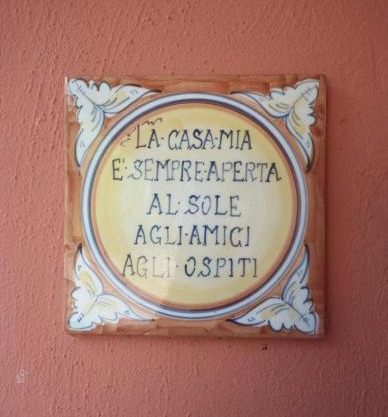 LA·CASA·MIA
E'·SEMPRE·APERTA
AL·SOLE
AGLI·AMICI
AGLI·OSPITI